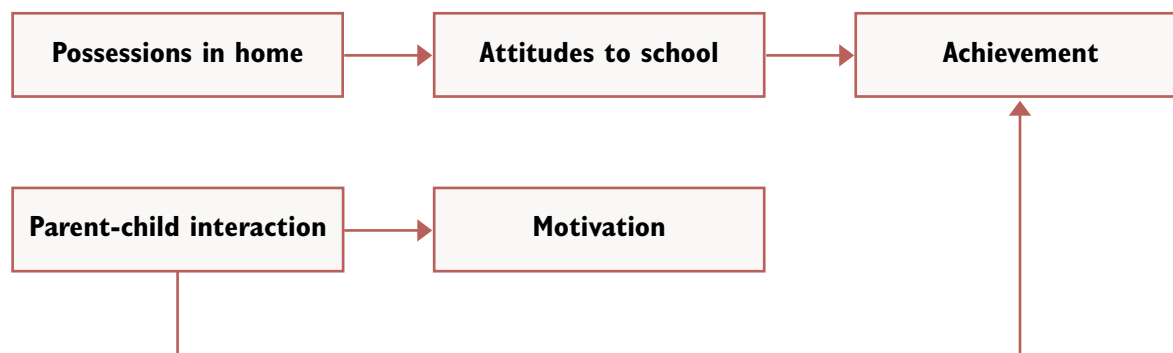 Possessions in home
Attitudes to school
Achievement
Parent-child interaction
Motivation